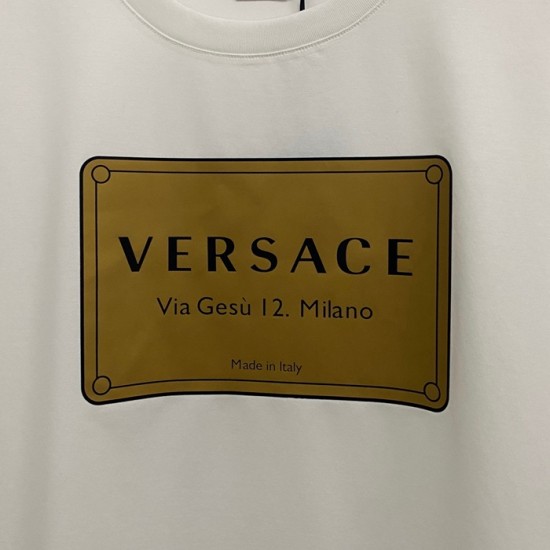 VERSACE
Via Gesù 12. Milano
Made in Italy